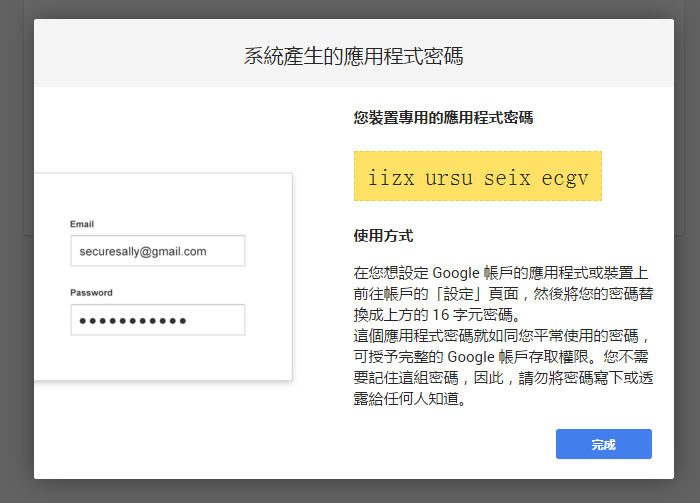 系統產生的應用程式密碼
您裝置專用的應用程式密碼
iizx ursu seix ecgv
Email
securesally@gmail.com
Password
●●●●●●●●●●●
使用方式
在您想設定 Google 帳戶的應用程式或裝置上
前往帳戶的「設定」頁面，然後將您的密碼替
換成上方的 16 字元密碼。
這個應用程式密碼就如同您平常使用的密碼，
可授予完整的 Google 帳戶存取權限。您不需
要記住這組密碼，因此，請勿將密碼寫下或透
露給任何人知道。
完成